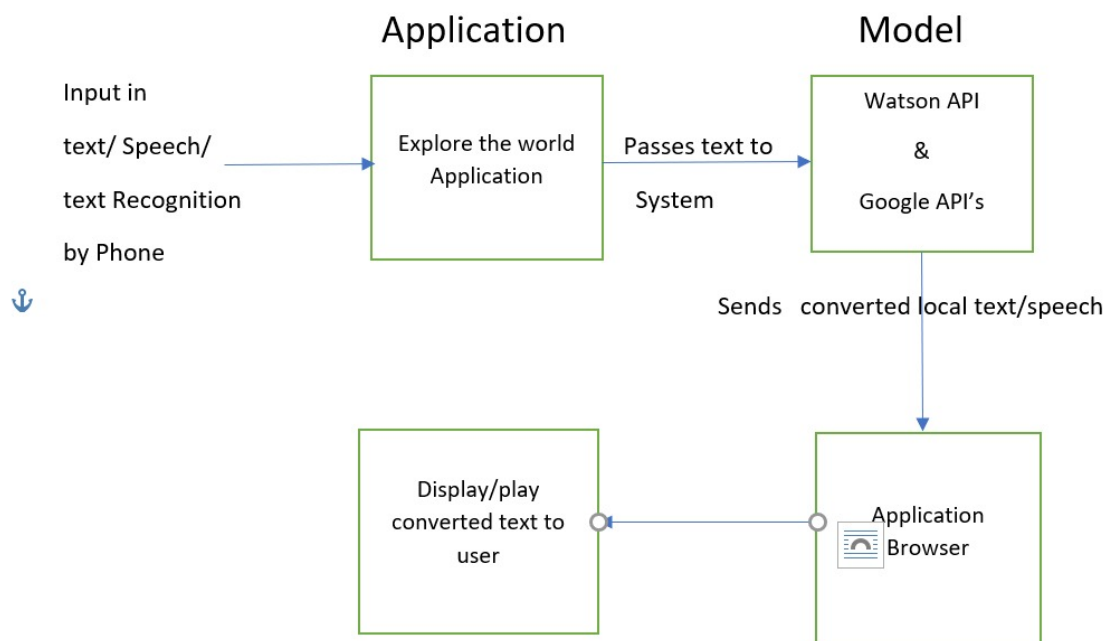 Application
Model
Input in
text/ Speech/
text Recognition
by Phone
Explore the world
Application
Passes text to
System
Watson API
&
Google API’s
Sends   converted local text/speech
Display/play
converted text to
user
Application
Browser